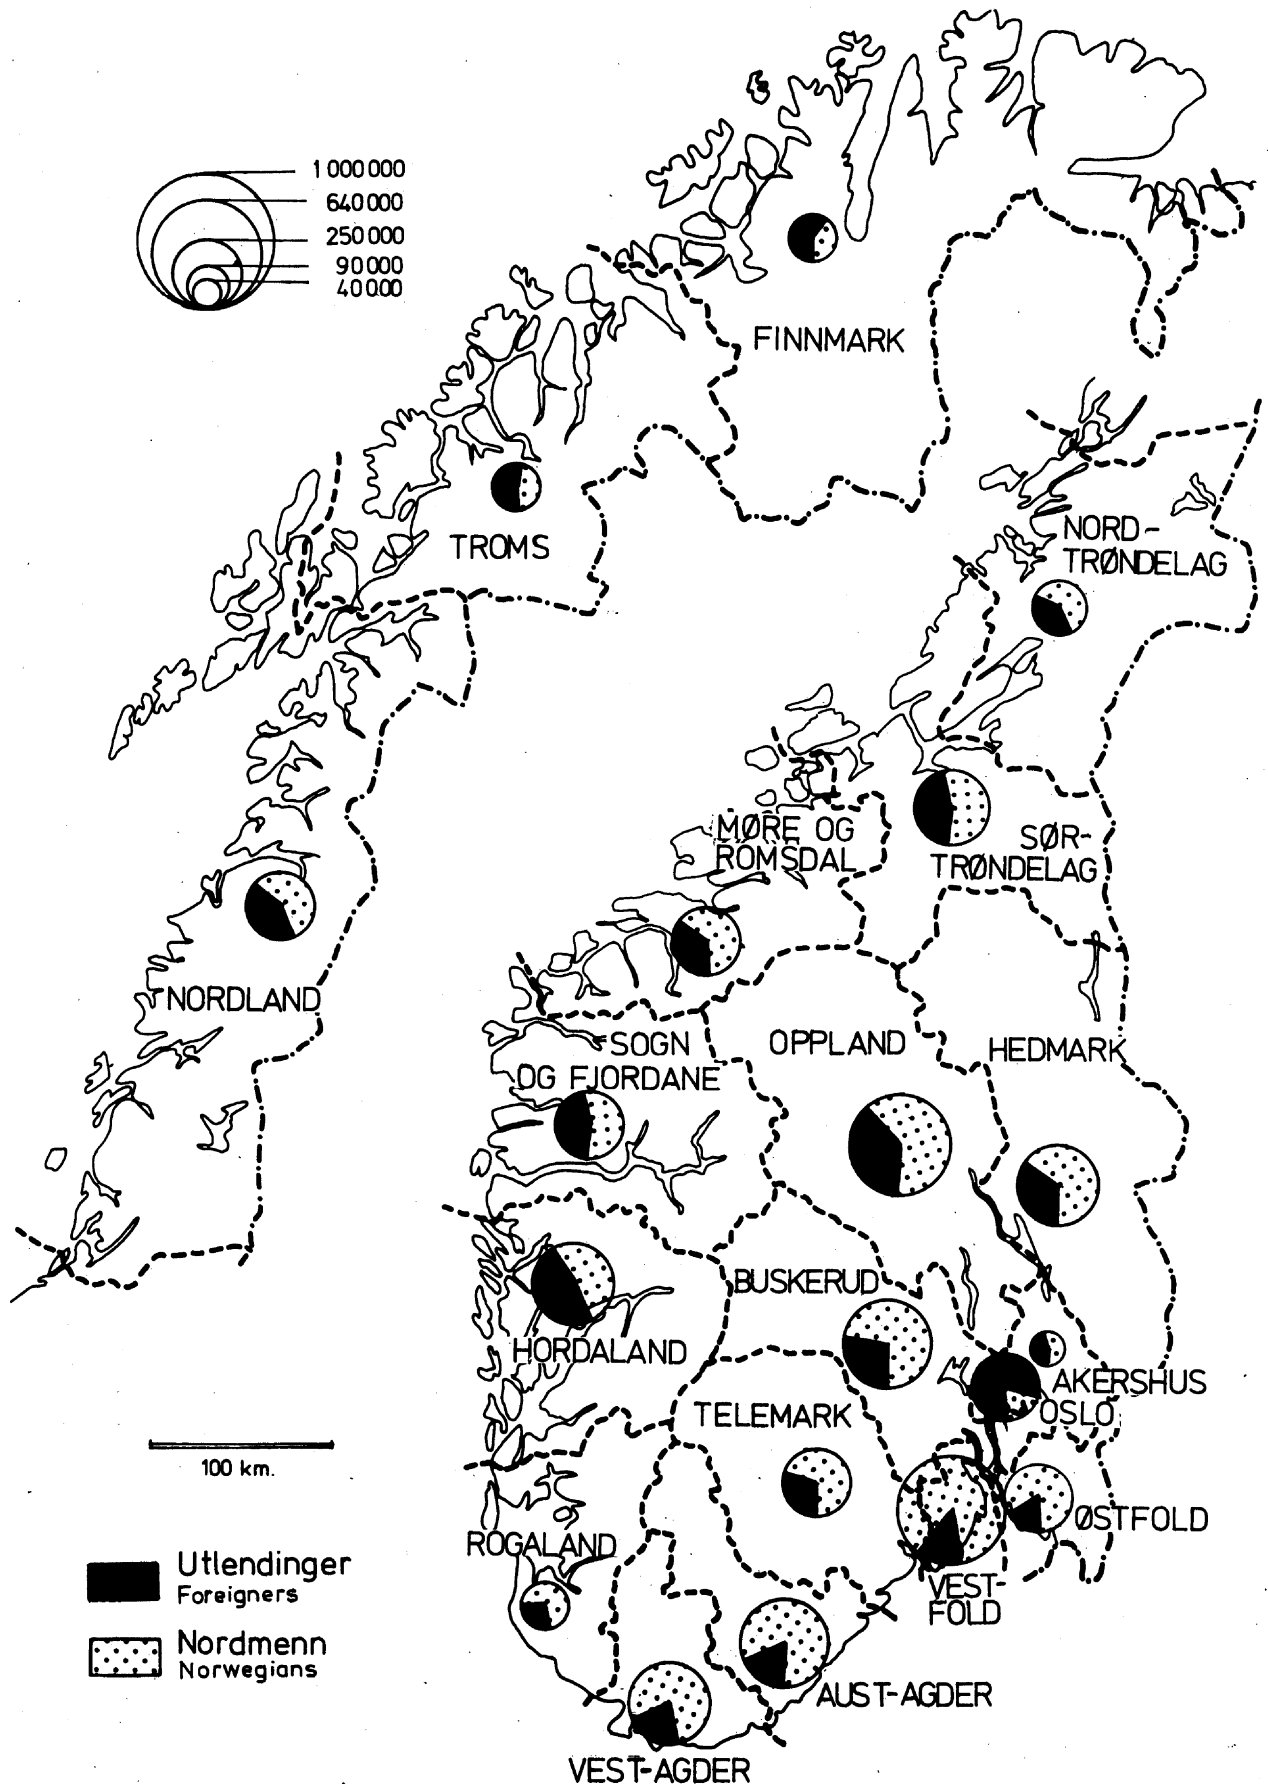 1 000 000
640 000
250 000
90 000
40 000
FINNMARK
TROMS
NORD-
TRØNDELAG
MØRE OG
ROMSDAL
SØR-
TRØNDELAG
NORDLAND
SOGN
OG FJORDANE
OPPLAND
HEDMARK
BUSKERUD
HORDALAND
AKERSHUS
OSLO
TELEMARK
100 km.
ØSTFOLD
ROGALAND
VEST-
FOLD
Utlendinger
Foreigners
Nordmenn
Norwegians
AUST-AGDER
VEST-AGDER